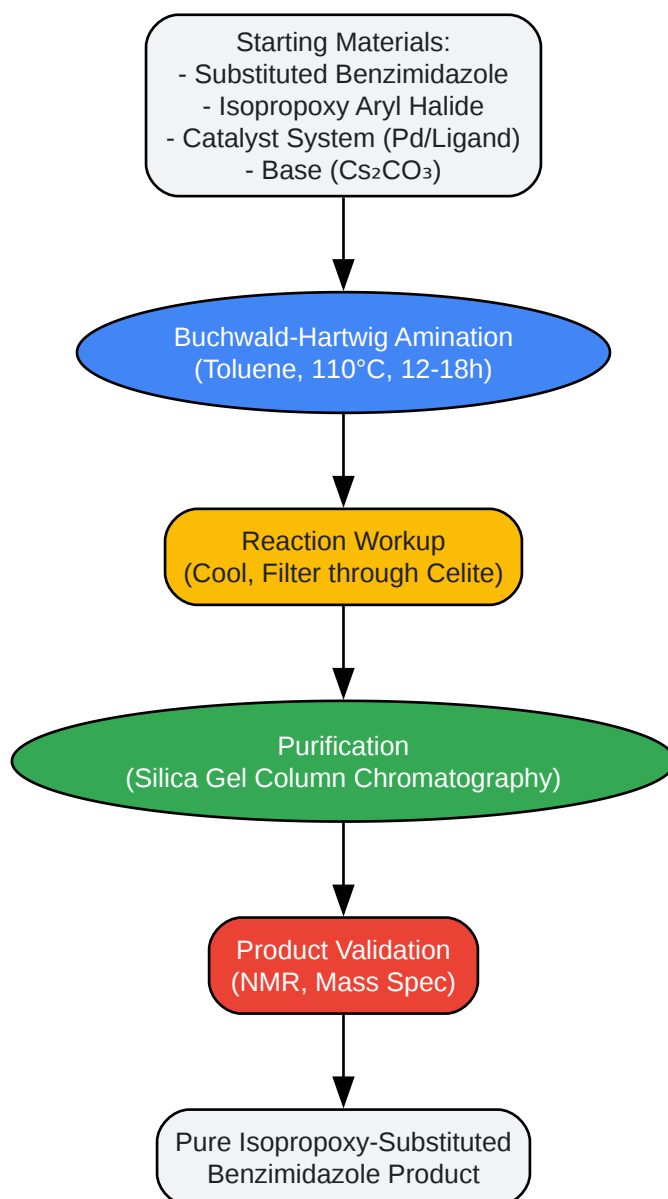 Starting Materials:
- Substituted Benzimidazole
- Isopropoxy Aryl Halide
- Catalyst System (Pd/Ligand)
- Base (Cs₂CO₃)
Buchwald-Hartwig Amination
(Toluene, 110°C, 12-18h)
Reaction Workup
(Cool, Filter through Celite)
Purification
(Silica Gel Column Chromatography)
Product Validation
(NMR, Mass Spec)
Pure Isopropoxy-Substituted
Benzimidazole Product